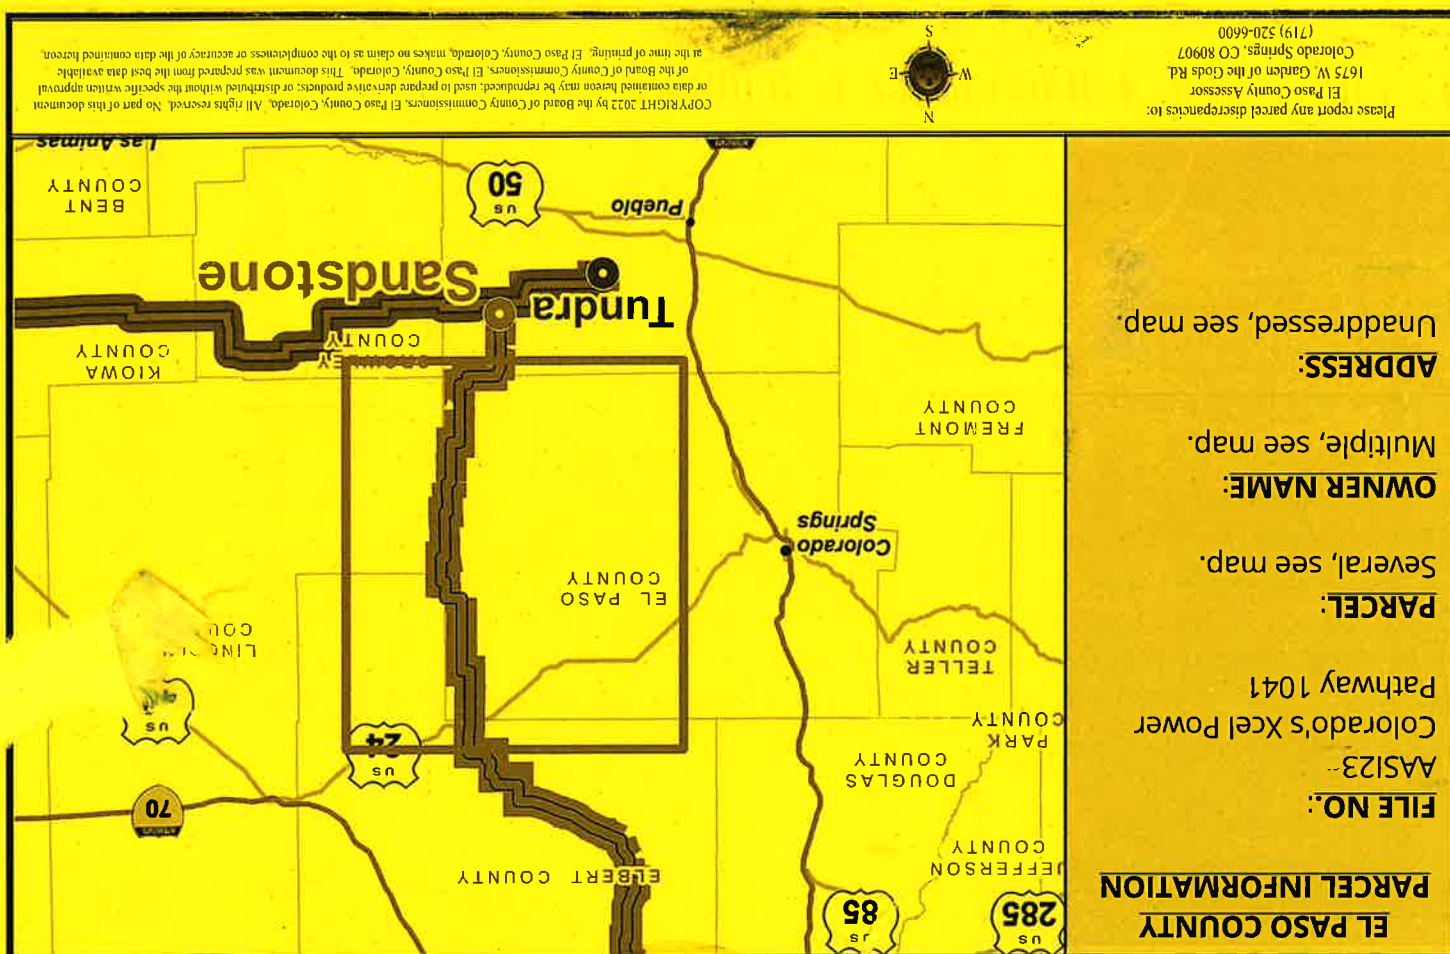 EL PASO COUNTY
PARCEL INFORMATION
FILE NO.:
AASI23--
Colorado's Xcel Power
Pathway 1041
PARCEL:
Several, see map.
OWNER NAME:
Multiple, see map.
ADDRESS:
Unaddressed, see map.
US
285
US
85
JEFFERSON
COUNTY
ELBERT COUNTY
DOUGLAS
COUNTY
PARK
COUNTY
70
US
24
US
TELLER
COUNTY
EL PASO
COUNTY
LINCOLN
Colorado
Springs
FREMONT
COUNTY
CROWLEY
COUNTY
KIOWA
COUNTY
Tundra
Sandstone
Pueblo
US
50
BENT
COUNTY
Las Animas
Please report any parcel discrepancies to:
El Paso County Assessor
1675 W. Garden of the Gods Rd.
Colorado Springs, CO 80907
(719) 520-6600
N
W
E
S
COPYRIGHT 2022 by the Board of County Commissioners, El Paso County, Colorado. All rights reserved. No part of this document
or data contained hereon may be reproduced; used to prepare derivative products; or distributed without the specific written approval
of the Board of County Commissioners, El Paso County, Colorado. This document was prepared from the best data available
at the time of printing. El Paso County, Colorado, makes no claim as to the completeness or accuracy of the data contained hereon.